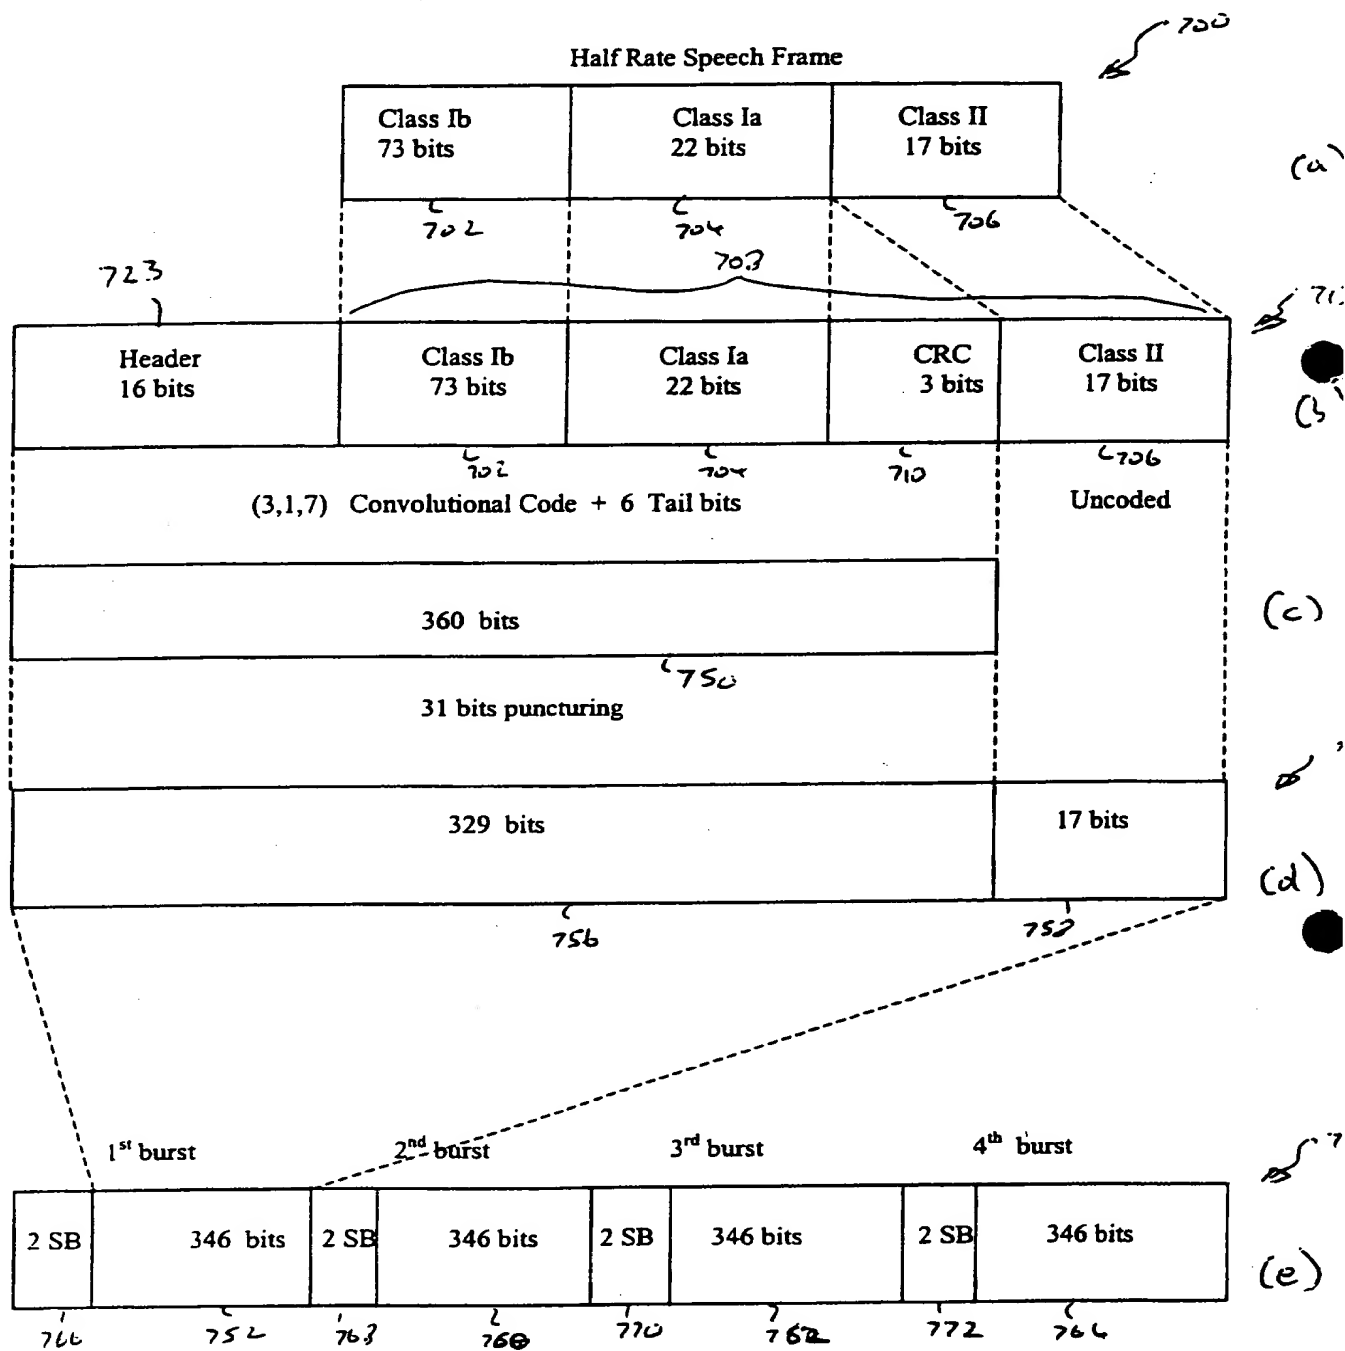 700
Half Rate Speech Frame
Class Ib
73 bits
Class Ia
22 bits
Class II
17 bits
(a)
702
704
706
723
703
Header
16 bits
Class Ib
73 bits
Class Ia
22 bits
CRC
3 bits
Class II
17 bits
(b)
702
704
710
706
(3,1,7) Convolutional Code + 6 Tail bits
Uncoded
360 bits
(c)
750
31 bits puncturing
329 bits
17 bits
(d)
756
1st burst
2nd burst
3rd burst
4th burst
2 SB
346 bits
2 SB
346 bits
2 SB
346 bits
2 SB
346 bits
(e)
752
763
770
772